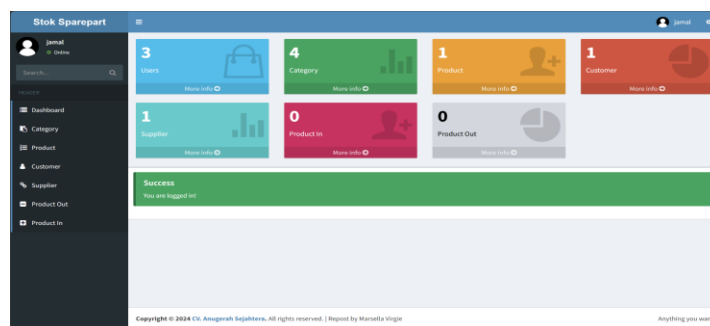 Stok Sparepart
jamal
jamal
Online
Search...
HEADER
Dashboard
Category
Product
Customer
Supplier
Product Out
Product In
3
Users
More info
4
Category
More info
1
Product
More info
1
Customer
More info
1
Supplier
More info
0
Product In
More info
0
Product Out
More info
Success
You are logged in!
Copyright © 2024 CV. Anugerah Sejahtera. All rights reserved. | Repost by Marsella Virgie
Anything you wan